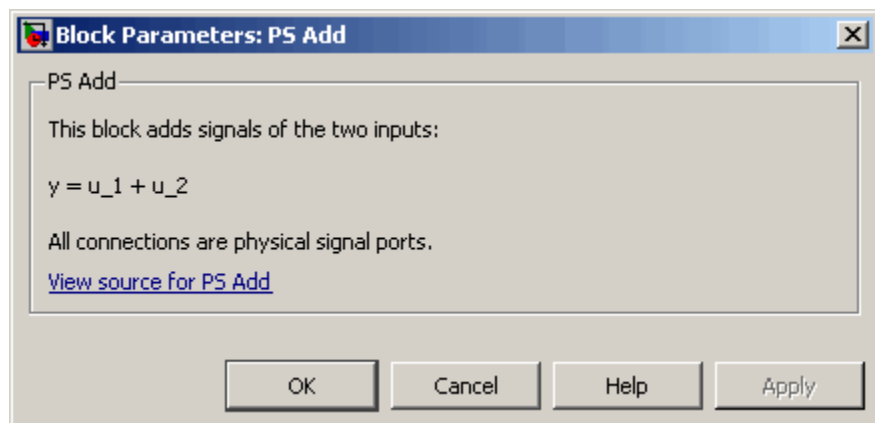 Block Parameters: PS Add
PS Add
This block adds signals of the two inputs:
y = u_1 + u_2
All connections are physical signal ports.
View source for PS Add
OK Cancel Help Apply